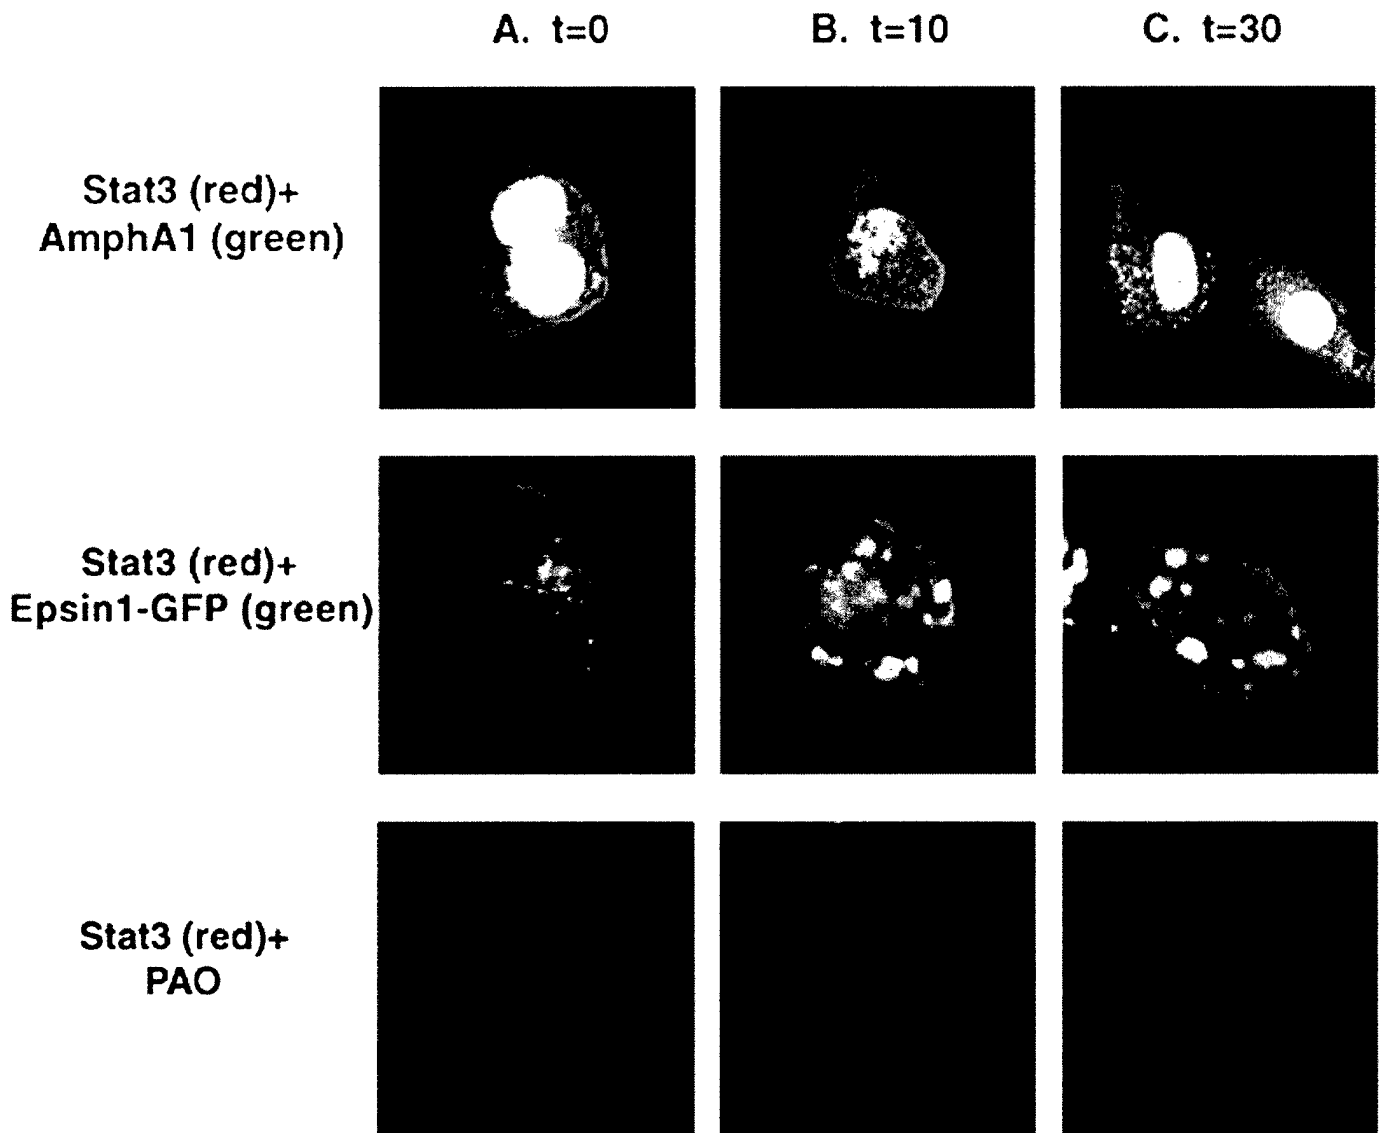 A. t=0
B. t=10
C. t=30
Stat3 (red)+
AmphA1 (green)
Stat3 (red)+
Epsin1-GFP (green)
Stat3 (red)+
PAO